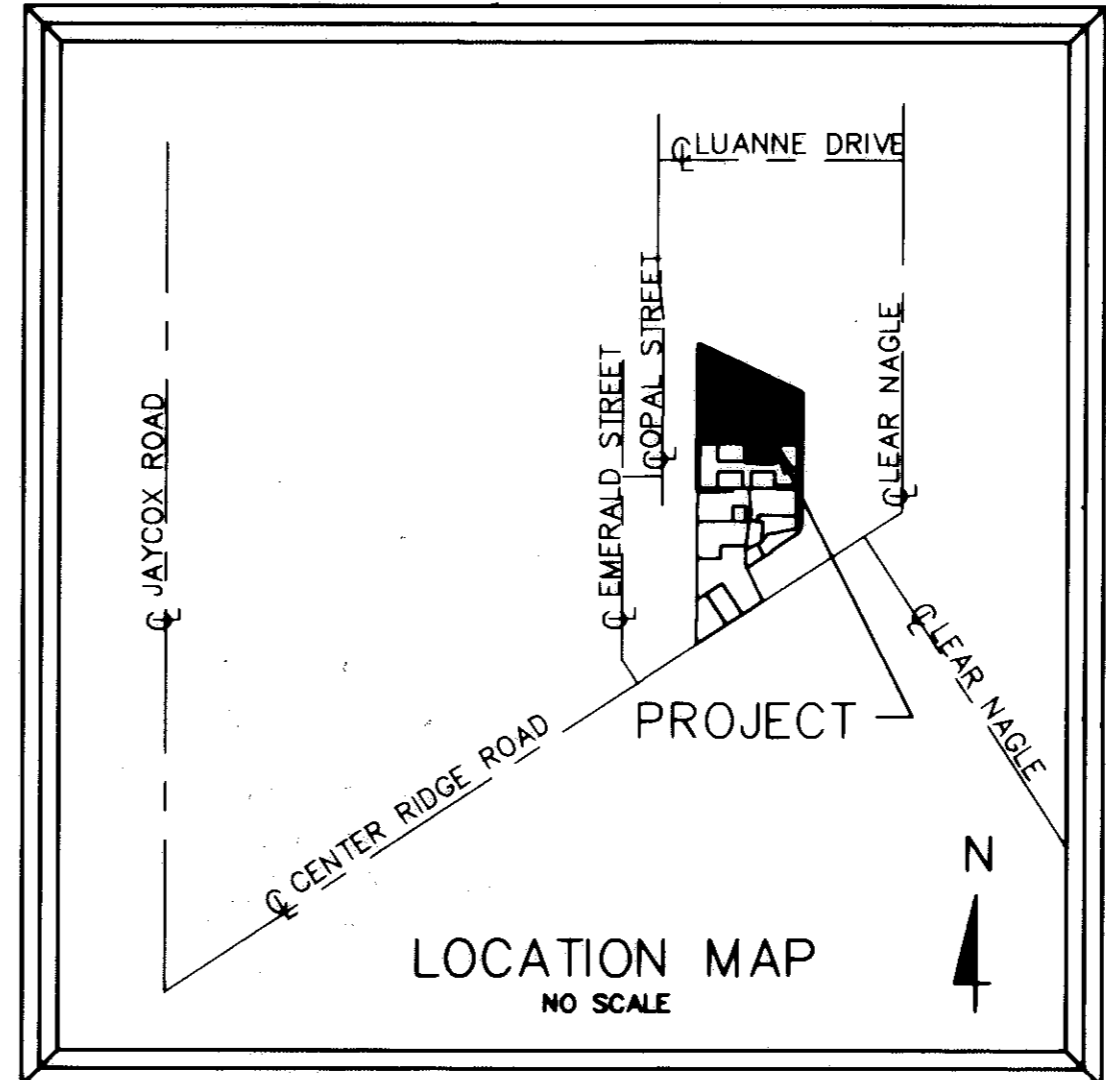 ℄ LUANNE DRIVE
℄ OPAL STREET
℄ EMERALD STREET
℄ LEAR NAGLE
℄ JAYCOX ROAD
℄ LEAR NAGLE
PROJECT
℄ CENTER RIDGE ROAD
N
LOCATION MAP
NO SCALE